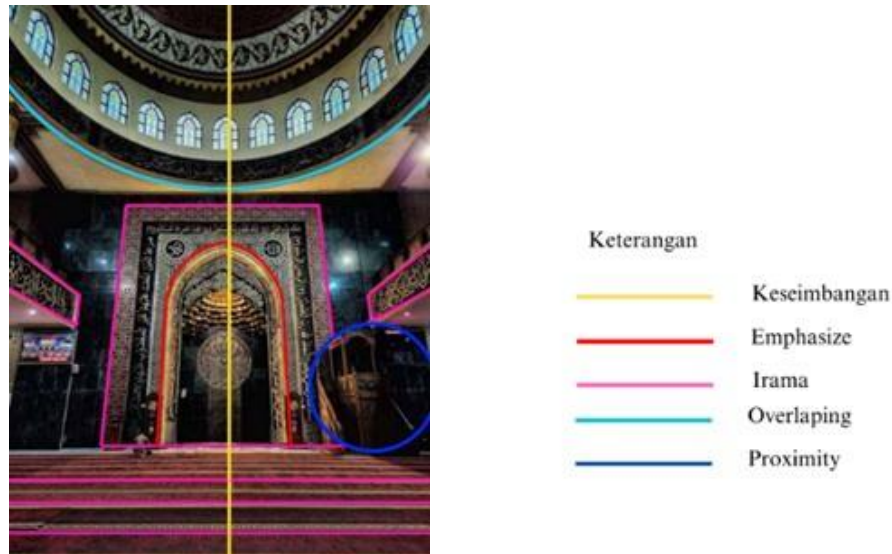 Keterangan
Keseimbangan
Emphasize
Irama
Overlaping
Proximity